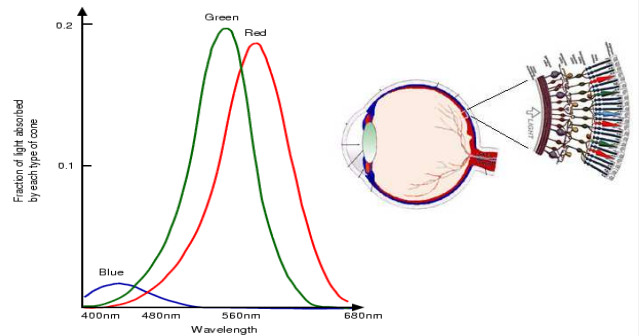 Green
0.2
Red
Fraction of light absorbed
by each type of cone
0.1
Blue
400nm 480nm 560nm 680nm
Wavelength
LIGHT